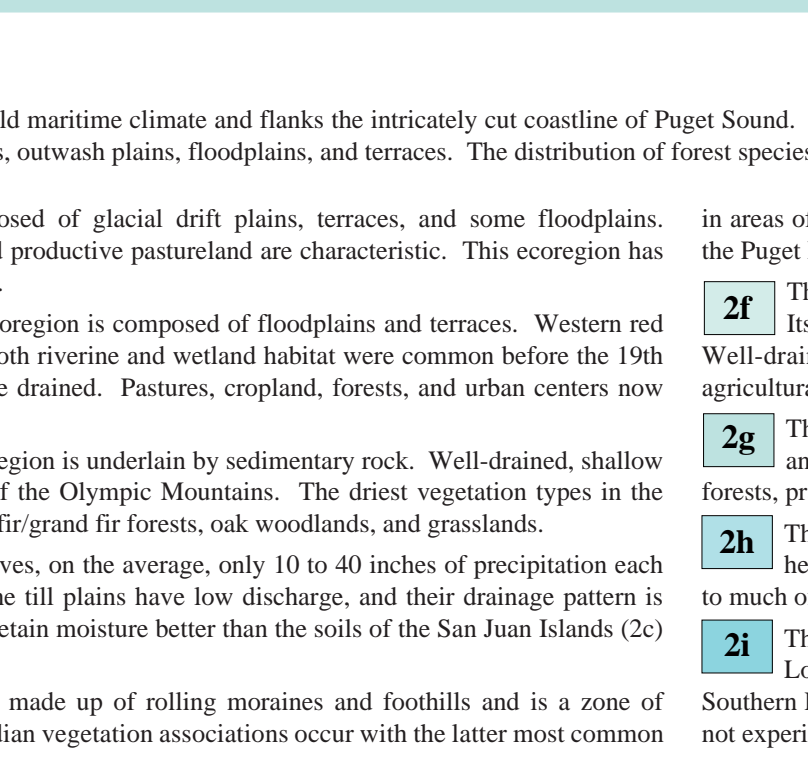 ld maritime climate and flanks the intricately cut coastline of Puget Sound.
s, outwash plains, floodplains, and terraces. The distribution of forest species
osed of glacial drift plains, terraces, and some floodplains.
d productive pastureland are characteristic. This ecoregion has
.
oregion is composed of floodplains and terraces. Western red
oth riverine and wetland habitat were common before the 19th
e drained. Pastures, cropland, forests, and urban centers now
egion is underlain by sedimentary rock. Well-drained, shallow
f the Olympic Mountains. The driest vegetation types in the
fir/grand fir forests, oak woodlands, and grasslands.
ves, on the average, only 10 to 40 inches of precipitation each
ne till plains have low discharge, and their drainage pattern is
etain moisture better than the soils of the San Juan Islands (2c)
made up of rolling moraines and foothills and is a zone of
dian vegetation associations occur with the latter most common
in areas of
the Puget
2f Th
Its
Well-drain
agricultura
2g Th
an
forests, pr
2h Th
he
to much o
2i Th
Lo
Southern
not experi